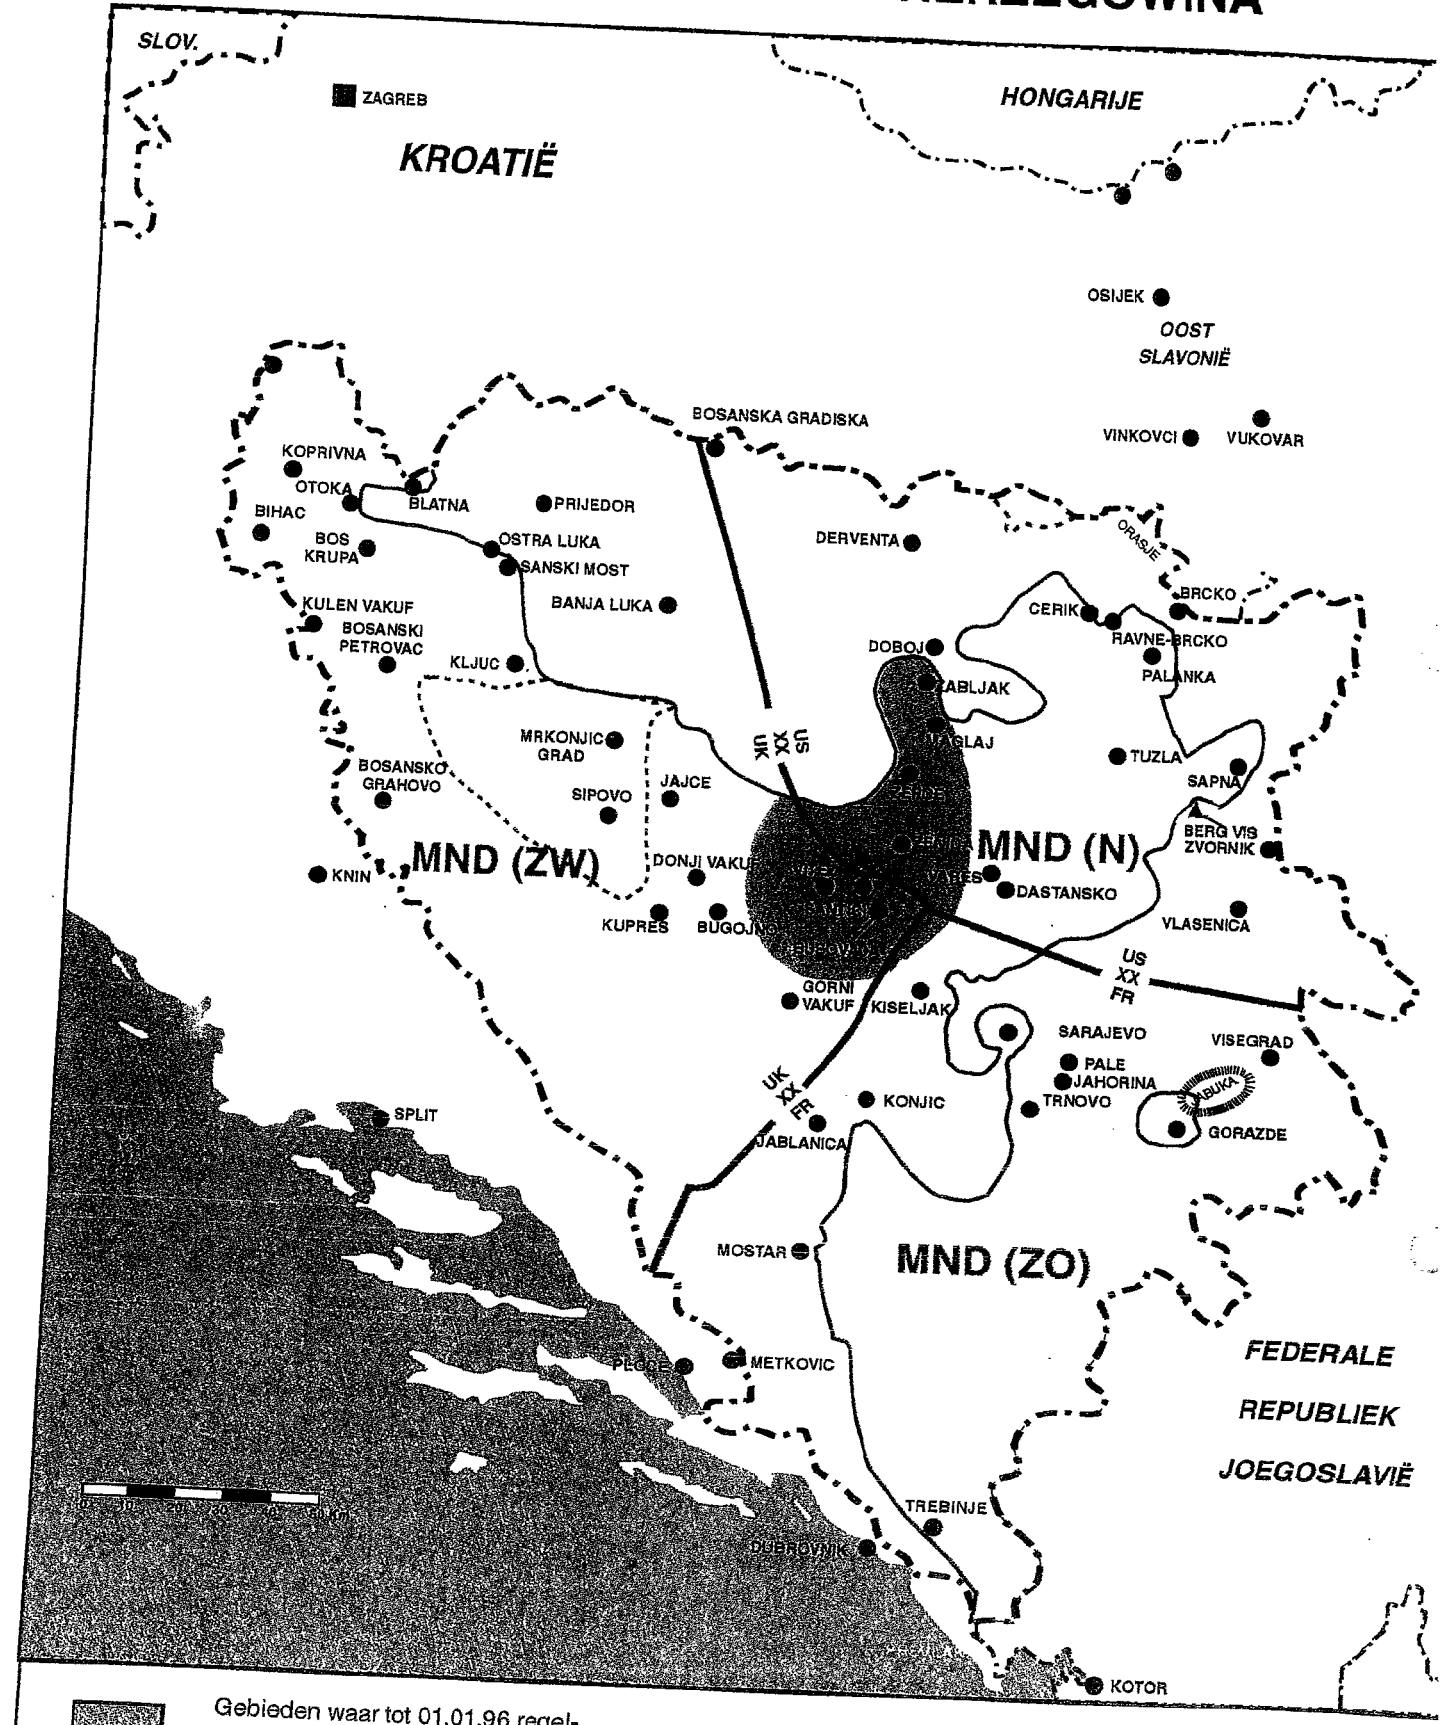 SLOV.
ZAGREB
KROATIË
HONGARIJE
OSIJEK
OOST
SLAVONIË
BOSANSKA GRADISKA
VINKOVCI
VUKOVAR
KOPRIVNA
OTOKA
BLATNA
PRIJEDOR
BIHAC
BOS
KRUPA
OSTRA LUKA
SANSKI MOST
DERVENTA
ORASJE
BANJA LUKA
CERIK
BRCKO
RAVNE-BRCKO
KULEN VAKUF
BOSANSKI
PETROVAC
KLJUC
DOBOJ
ZABLJAK
PALANKA
MRKONJIC
GRAD
US
XX
UK
MAGLAJ
TUZLA
SAPNA
BOSANSKO
GRAHOVO
SIPOVO
JAJCE
BERG VIS
ZVORNIK
MND (ZW)
MND (N)
KNIN
DONJI VAKUF
ZENICA
VARES
DASTANSKO
KUPRES
BUGOJNO
VLASENICA
US
XX
FR
GORNI
VAKUF
KISELJAK
SARAJEVO
VISEGRAD
PALE
JAHORINA
TRNOVO
UK
XX
FR
KONJIC
JABLANICA
GORAZDE
SPLIT
MOSTAR
MND (ZO)
FEDERALE
REPUBLIEK
JOEGOSLAVIË
PLOCE
METKOVIC
TREBINJE
DUBROVNIK
KOTOR
Gebieden waar tot 01.01.96 regel-